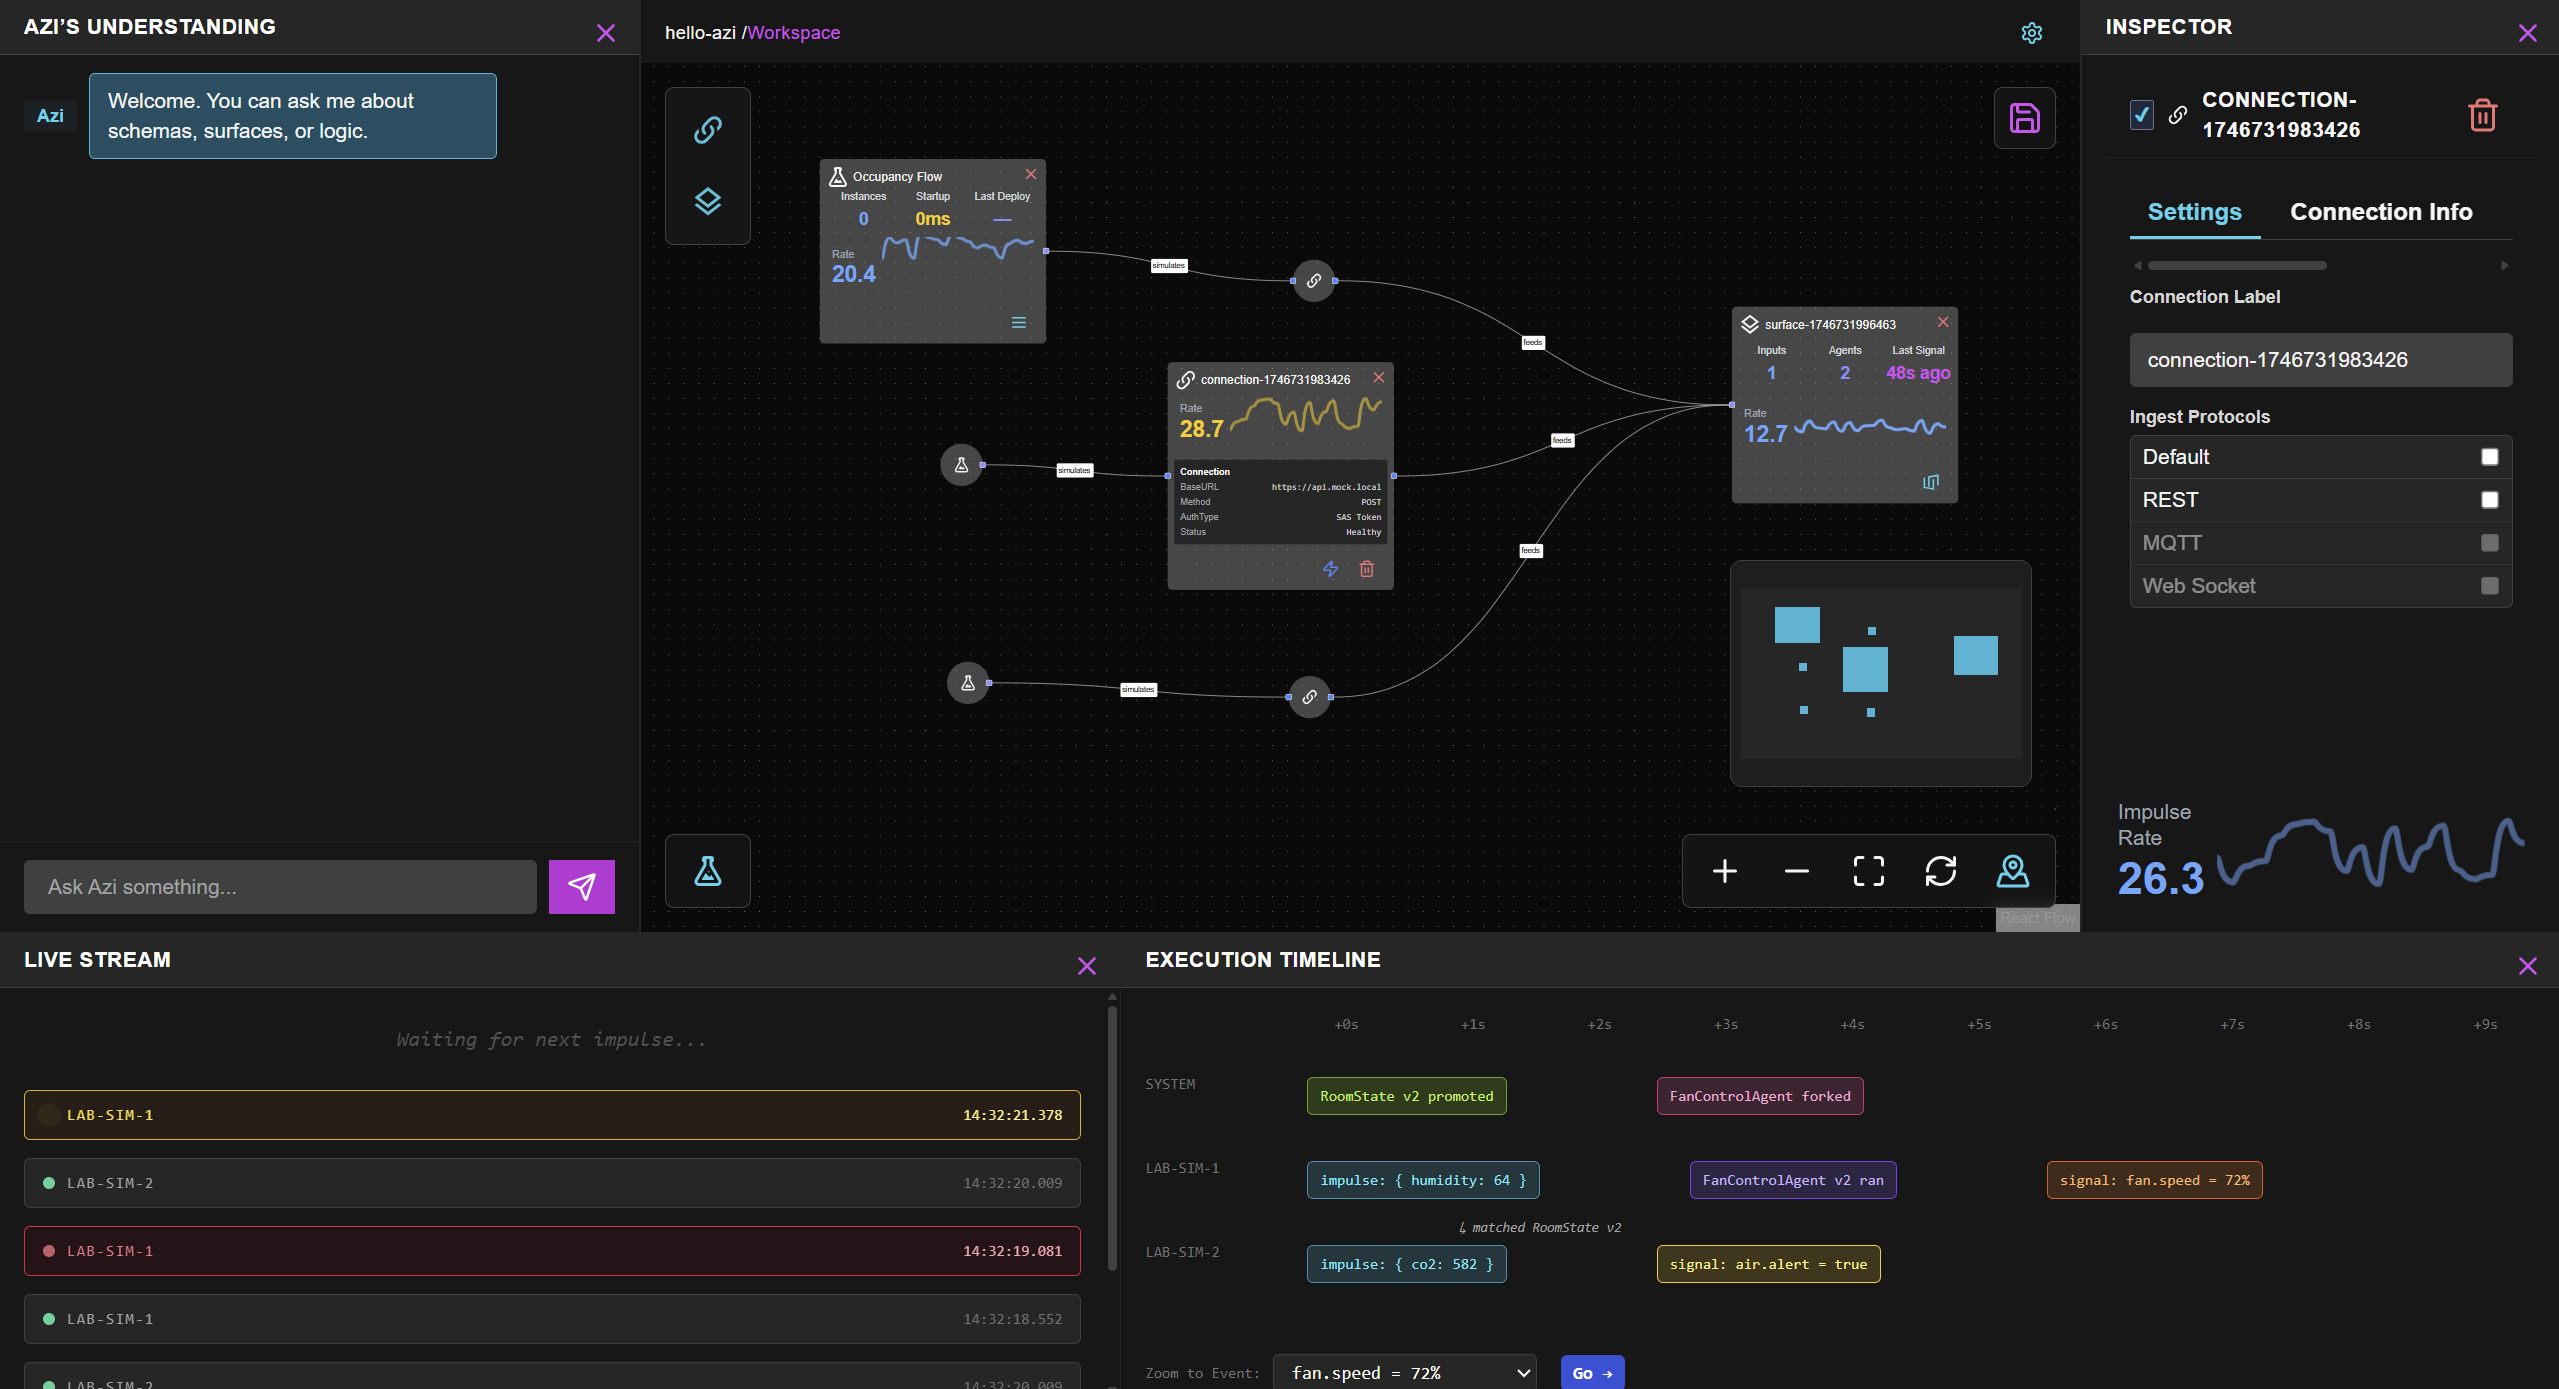 AZI'S UNDERSTANDING
Azi
Welcome. You can ask me about
schemas, surfaces, or logic.
Ask Azi something...
hello-azi /Workspace
Occupancy Flow
Instances Startup Last Deploy
0 0ms —
Rate
20.4
simulates
feeds
connection-1746731983426
Rate
28.7
Connection
BaseURL https://api.mock.local
Method POST
AuthType SAS Token
Status Healthy
simulates
feeds
surface-1746731996463
Inputs Agents Last Signal
1 2 48s ago
Rate
12.7
feeds
simulates
React Flow
INSPECTOR
CONNECTION-
1746731983426
Settings Connection Info
Connection Label
connection-1746731983426
Ingest Protocols
Default
REST
MQTT
Web Socket
Impulse
Rate
26.3
LIVE STREAM
Waiting for next impulse...
LAB-SIM-1 14:32:21.378
LAB-SIM-2 14:32:20.009
LAB-SIM-1 14:32:19.081
LAB-SIM-1 14:32:18.552
LAB-SIM-2 14:32:20.009
EXECUTION TIMELINE
+0s +1s +2s +3s +4s +5s +6s +7s +8s +9s
SYSTEM
RoomState v2 promoted FanControlAgent forked
LAB-SIM-1
impulse: { humidity: 64 } FanControlAgent v2 ran signal: fan.speed = 72%
↳ matched RoomState v2
LAB-SIM-2
impulse: { co2: 582 } signal: air.alert = true
Zoom to Event: fan.speed = 72% Go →